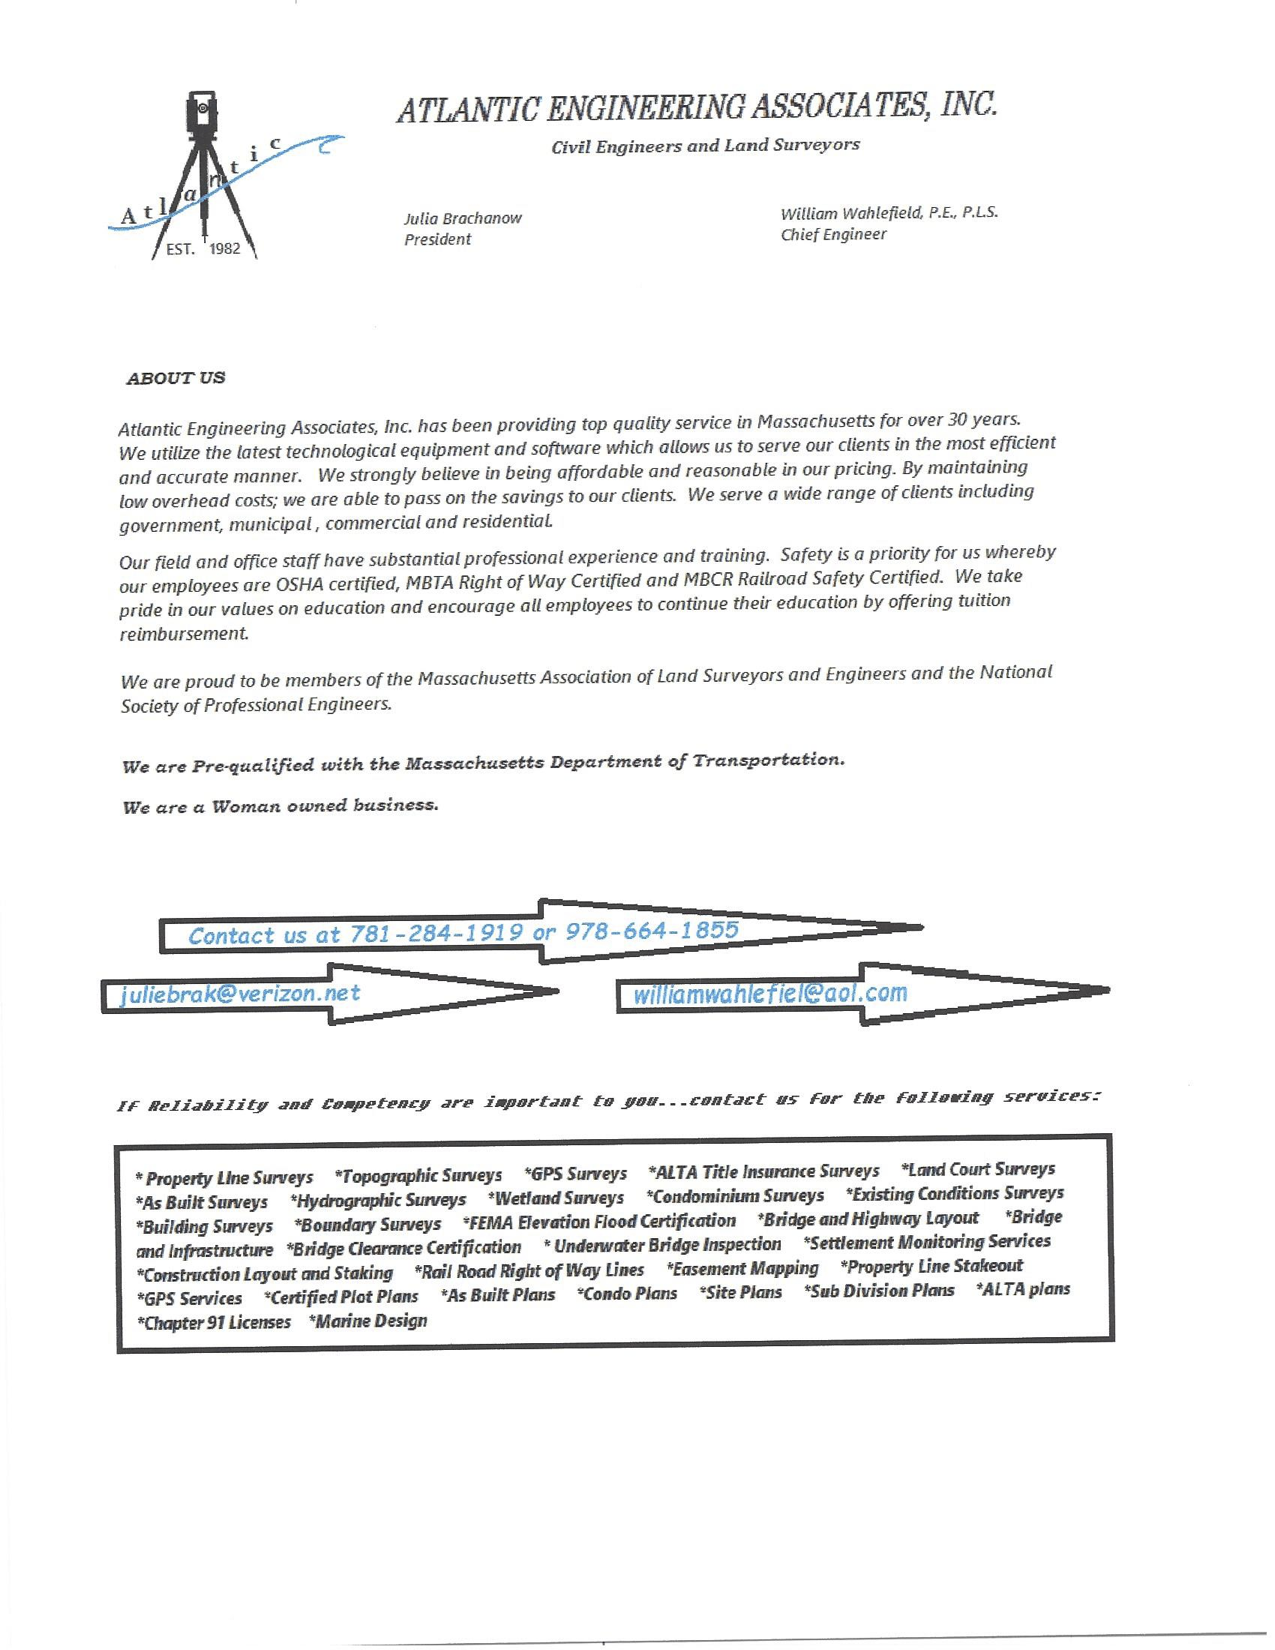 Atlantic
EST. 1982
ATLANTIC ENGINEERING ASSOCIATES, INC.
Civil Engineers and Land Surveyors
Julia Brachanow
President
William Wahlefield, P.E., P.L.S.
Chief Engineer
ABOUT US
Atlantic Engineering Associates, Inc. has been providing top quality service in Massachusetts for over 30 years.
We utilize the latest technological equipment and software which allows us to serve our clients in the most efficient
and accurate manner. We strongly believe in being affordable and reasonable in our pricing. By maintaining
low overhead costs; we are able to pass on the savings to our clients. We serve a wide range of clients including
government, municipal, commercial and residential.
Our field and office staff have substantial professional experience and training. Safety is a priority for us whereby
our employees are OSHA certified, MBTA Right of Way Certified and MBCR Railroad Safety Certified. We take
pride in our values on education and encourage all employees to continue their education by offering tuition
reimbursement.
We are proud to be members of the Massachusetts Association of Land Surveyors and Engineers and the National
Society of Professional Engineers.
We are Pre-qualified with the Massachusetts Department of Transportation.
We are a Woman owned business.
Contact us at 781-284-1919 or 978-664-1855
juliebrak@verizon.net
williamwahlefiel@aol.com
IF Reliability and Competency are important to you...contact us for the following services:
* Property Line Surveys *Topographic Surveys *GPS Surveys *ALTA Title Insurance Surveys *Land Court Surveys
*As Built Surveys *Hydrographic Surveys *Wetland Surveys *Condominium Surveys *Existing Conditions Surveys
*Building Surveys *Boundary Surveys *FEMA Elevation Flood Certification *Bridge and Highway Layout *Bridge
and Infrastructure *Bridge Clearance Certification * Underwater Bridge Inspection *Settlement Monitoring Services
*Construction Layout and Staking *Rail Road Right of Way Lines *Easement Mapping *Property Line Stakeout
*GPS Services *Certified Plot Plans *As Built Plans *Condo Plans *Site Plans *Sub Division Plans *ALTA plans
*Chapter 91 Licenses *Marine Design